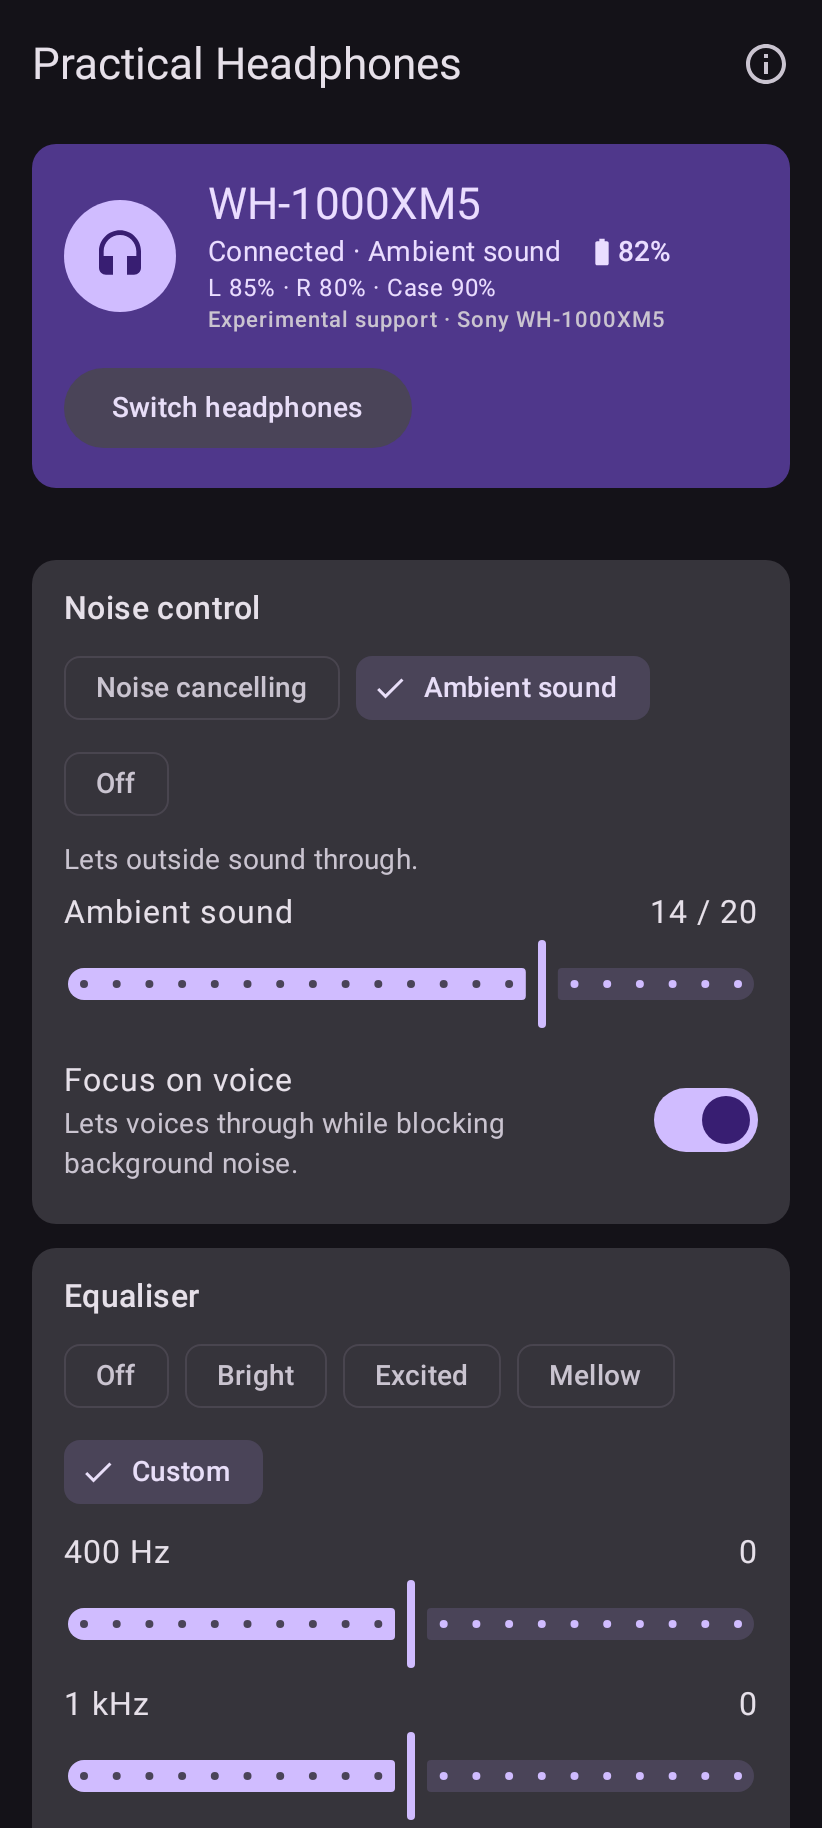 Practical Headphones
WH-1000XM5
Connected · Ambient sound 82%
L 85% · R 80% · Case 90%
Experimental support · Sony WH-1000XM5
Switch headphones
Noise control
Noise cancelling Ambient sound
Off
Lets outside sound through.
Ambient sound 14 / 20
Focus on voice
Lets voices through while blocking
background noise.
Equaliser
Off Bright Excited Mellow
Custom
400 Hz 0
1 kHz 0